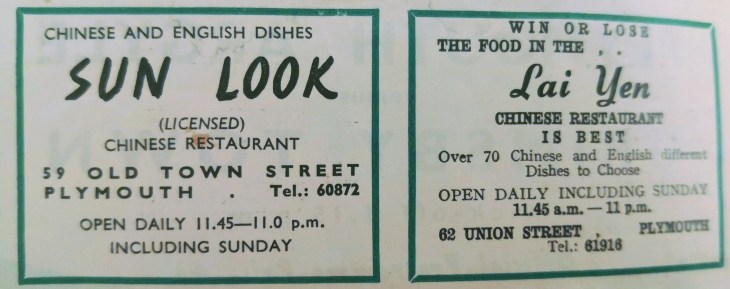 CHINESE AND ENGLISH DISHES
SUN LOOK
(LICENSED)
CHINESE RESTAURANT
59 OLD TOWN STREET
PLYMOUTH . Tel.: 60872
OPEN DAILY 11.45—11.0 p.m.
INCLUDING SUNDAY
WIN OR LOSE
THE FOOD IN THE . .
Lai Yen
CHINESE RESTAURANT
IS BEST
Over 70 Chinese and English different
Dishes to Choose
OPEN DAILY INCLUDING SUNDAY
11.45 a.m. — 11 p.m.
62 UNION STREET , PLYMOUTH
Tel.: 61916